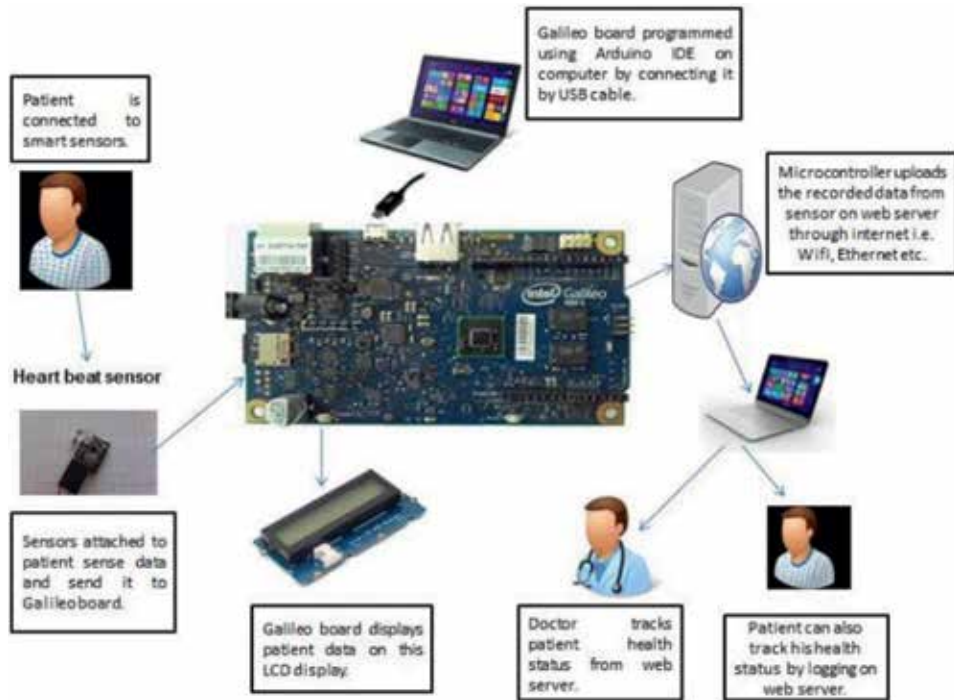 Galileo board programmed
using Arduino IDE on
computer by connecting it
by USB cable.
Patient is
connected to
smart sensors.
Microcontroller uploads
the recorded data from
sensor on web server
through internet i.e.
Wifi, Ethernet etc.
intel Galileo
Heart beat sensor
Sensors attached to
patient sense data
and send it to
Galileo board.
Galileo board displays
patient data on this
LCD display.
Doctor tracks
patient health
status from web
server.
Patient can also
track his health
status by logging on
web server.